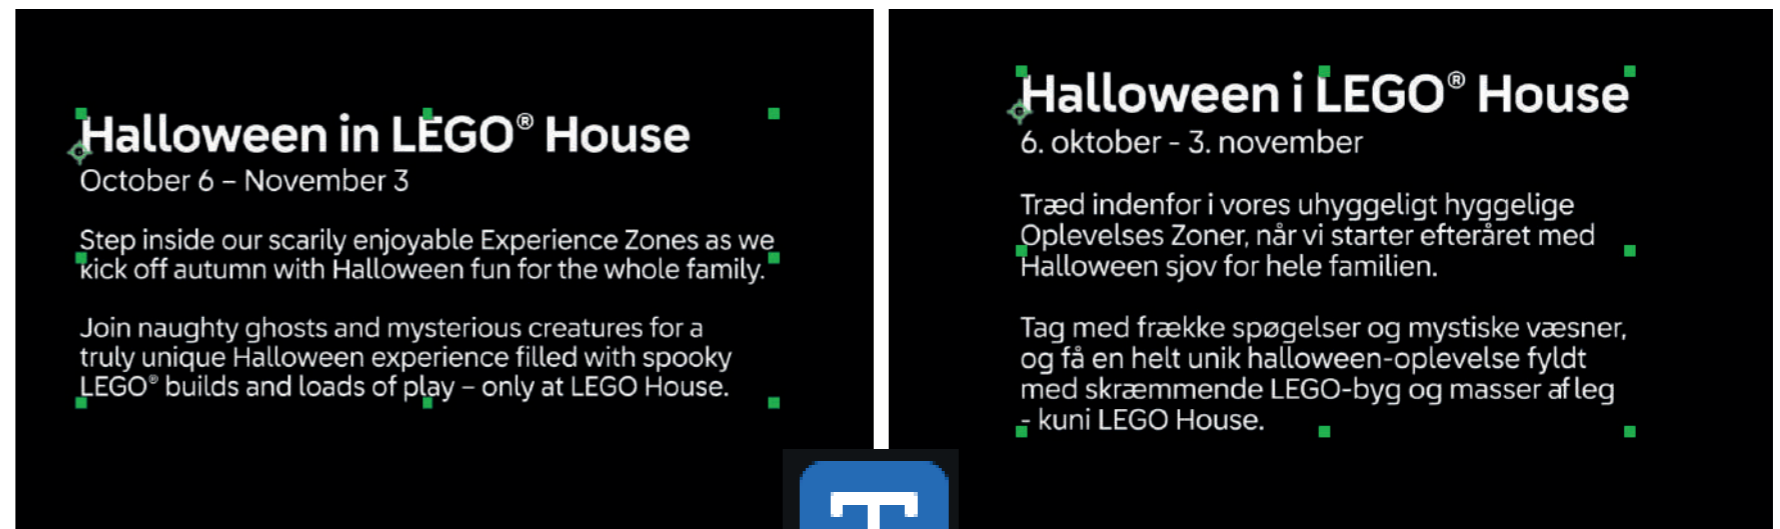 Halloween in LEGO® House
October 6 – November 3
Step inside our scarily enjoyable Experience Zones as we
kick off autumn with Halloween fun for the whole family.
Join naughty ghosts and mysterious creatures for a
truly unique Halloween experience filled with spooky
LEGO® builds and loads of play – only at LEGO House.
Halloween i LEGO® House
6. oktober - 3. november
Træd indenfor i vores uhyggeligt hyggelige
Oplevelses Zoner, når vi starter efteråret med
Halloween sjov for hele familien.
Tag med frække spøgelser og mystiske væsner,
og få en helt unik halloween-oplevelse fyldt
med skræmmende LEGO-byg og masser af leg
- kun i LEGO House.
T